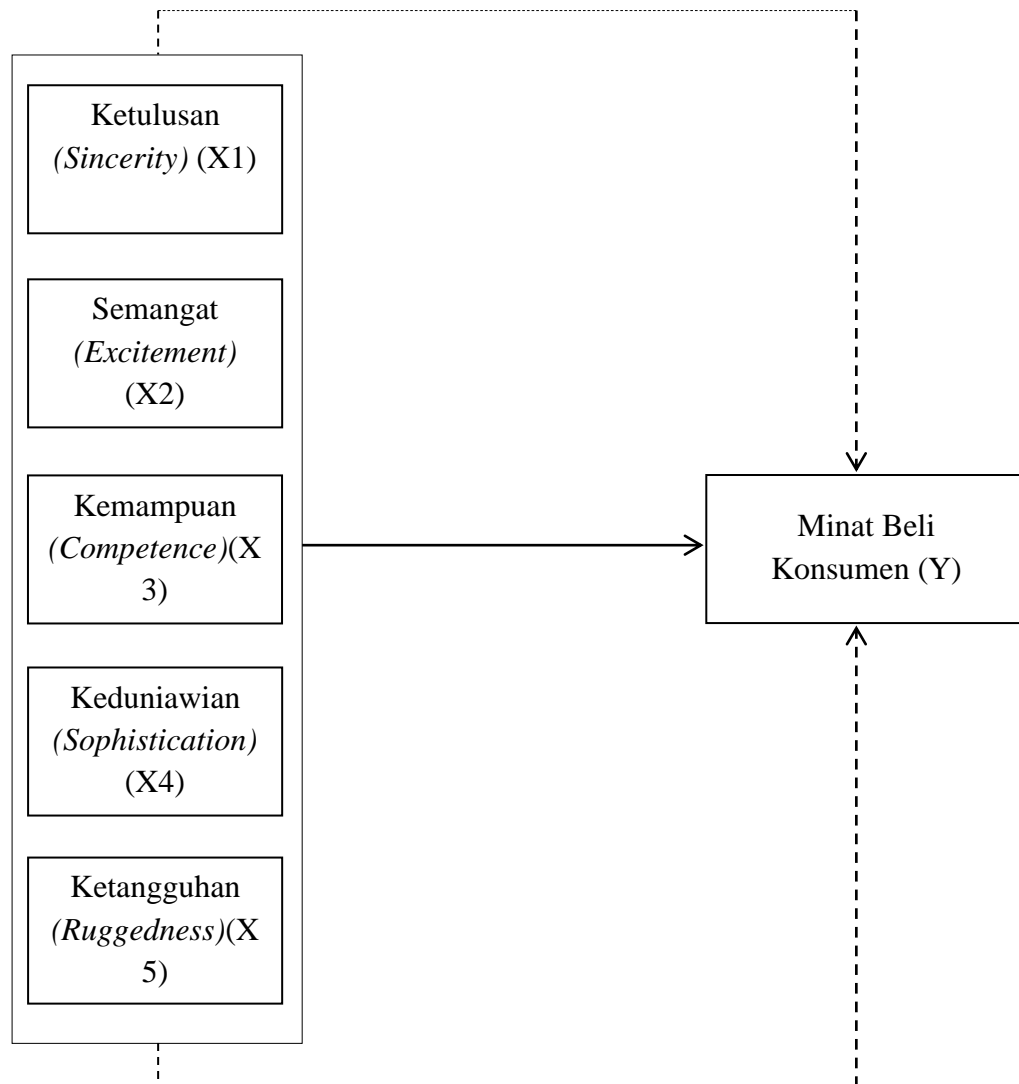 Ketulusan
(Sincerity) (X1)
Semangat
(Excitement)
(X2)
Kemampuan
(Competence)(X
3)
Keduniawian
(Sophistication)
(X4)
Ketangguhan
(Ruggedness)(X
5)
Minat Beli
Konsumen (Y)